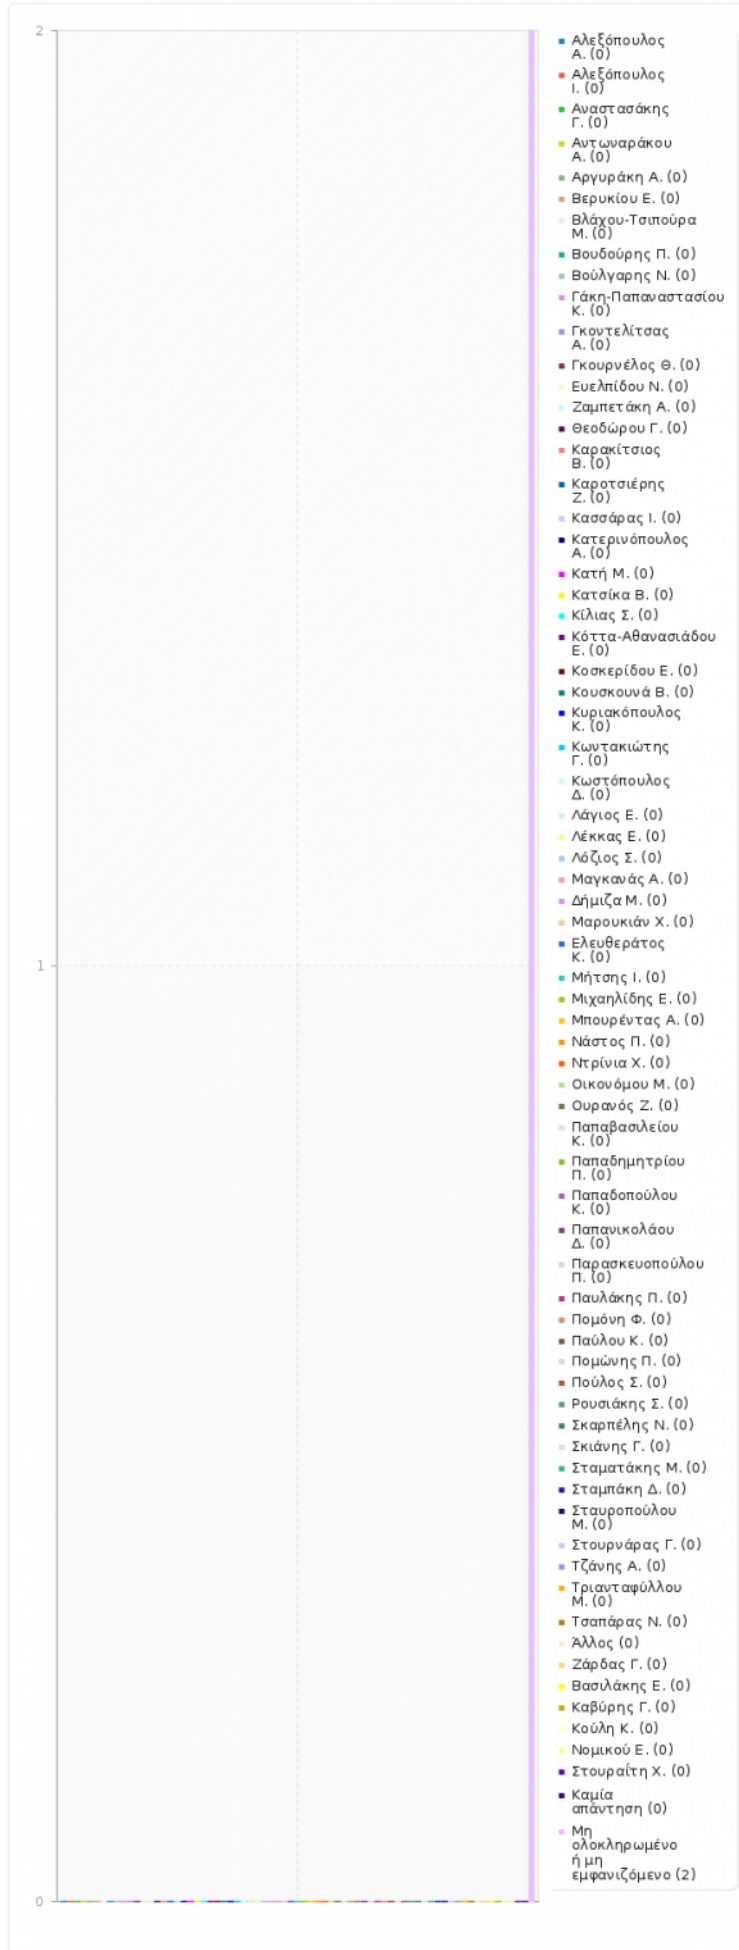 2
1
0
Αλεξόπουλος
Α. (0)
Αλεξόπουλος
Ι. (0)
Αναστασάκης
Γ. (0)
Αντωναράκου
Α. (0)
Αργυράκη Α. (0)
Βερυκίου Ε. (0)
Βλάχου-Τσιπούρα
Μ. (0)
Βουδούρης Π. (0)
Βούλγαρης Ν. (0)
Γάκη-Παπαναστασίου
Κ. (0)
Γκοντελίτσας
Α. (0)
Γκουρνέλος Θ. (0)
Ευελπίδου Ν. (0)
Ζαμπετάκη Α. (0)
Θεοδώρου Γ. (0)
Καρακίτσιος
Β. (0)
Καροτσιέρης
Ζ. (0)
Κασσάρας Ι. (0)
Κατερινόπουλος
Α. (0)
Κατή Μ. (0)
Κατσίκα Β. (0)
Κίλιας Σ. (0)
Κόττα-Αθανασιάδου
Ε. (0)
Κοσκερίδου Ε. (0)
Κουσκουνά Β. (0)
Κυριακόπουλος
Κ. (0)
Κωντακιώτης
Γ. (0)
Κωστόπουλος
Δ. (0)
Λάγιος Ε. (0)
Λέκκας Ε. (0)
Λόζιος Σ. (0)
Μαγκανάς Α. (0)
Δήμιζα Μ. (0)
Μαρουκιάν Χ. (0)
Ελευθεράτος
Κ. (0)
Μήτσης Ι. (0)
Μιχαηλίδης Ε. (0)
Μπουρέντας Α. (0)
Νάστος Π. (0)
Ντρίνια Χ. (0)
Οικονόμου Μ. (0)
Ουρανός Ζ. (0)
Παπαβασιλείου
Κ. (0)
Παπαδημητρίου
Π. (0)
Παπαδοπούλου
Κ. (0)
Παπανικολάου
Δ. (0)
Παρασκευοπούλου
Π. (0)
Παυλάκης Π. (0)
Πομόνη Φ. (0)
Παύλου Κ. (0)
Πομώνης Π. (0)
Πούλος Σ. (0)
Ρουσιάκης Σ. (0)
Σκαρπέλης Ν. (0)
Σκιάνης Γ. (0)
Σταματάκης Μ. (0)
Σταμπάκη Δ. (0)
Σταυροπούλου
Μ. (0)
Στουρνάρας Γ. (0)
Τζάνης Α. (0)
Τριανταφύλλου
Μ. (0)
Τσαπάρας Ν. (0)
Άλλος (0)
Ζάρδας Γ. (0)
Βασιλάκης Ε. (0)
Καβύρης Γ. (0)
Κούλη Κ. (0)
Νομικού Ε. (0)
Στουραΐτη Χ. (0)
Καμία
απάντηση (0)
Μη
ολοκληρωμένο
ή μη
εμφανιζόμενο (2)